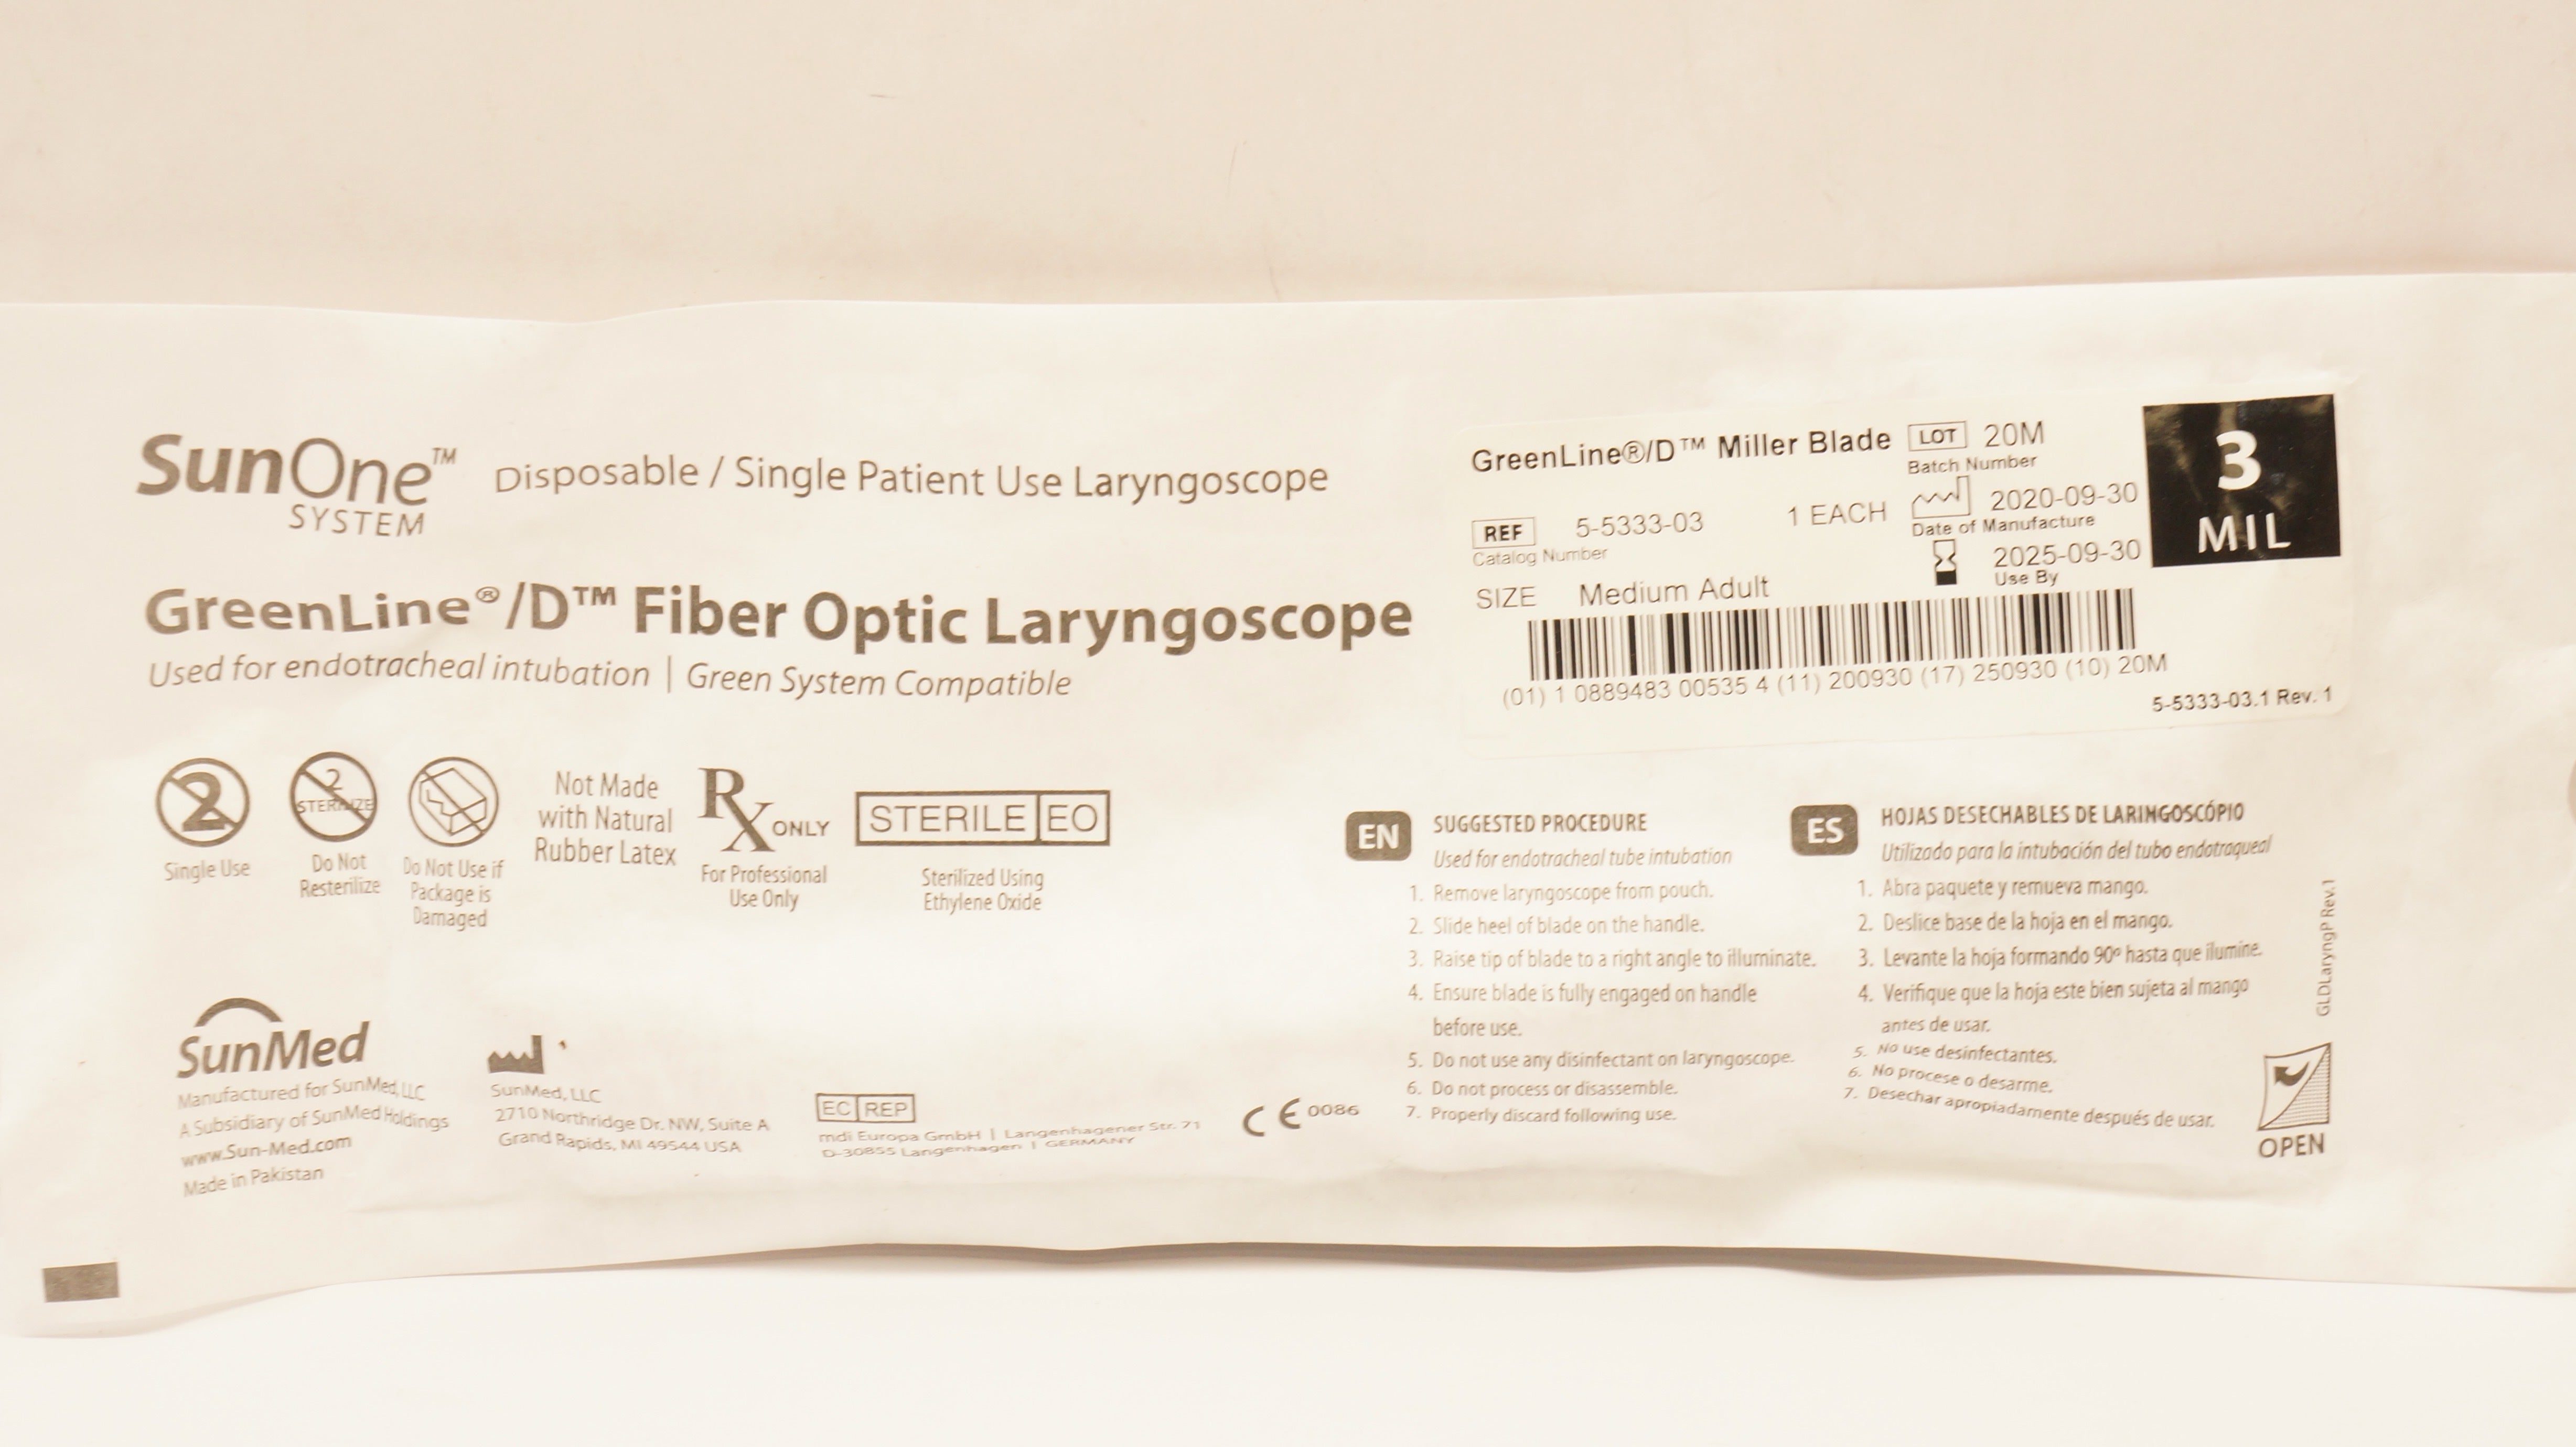 SunOne™
SYSTEM
Disposable / Single Patient Use Laryngoscope
GreenLine®/D™ Fiber Optic Laryngoscope
Used for endotracheal intubation | Green System Compatible
GreenLine®/D™ Miller Blade
LOT 20M
Batch Number
REF 5-5333-03 1 EACH
Catalog Number
2020-09-30
Date of Manufacture
2025-09-30
Use By
SIZE Medium Adult
3
MIL
(01) 1 0889483 00535 4 (11) 200930 (17) 250930 (10) 20M
5-5333-03.1 Rev. 1
2
Single Use
2
STERILIZE
Do Not
Resterilize
Do Not Use if
Package is
Damaged
Not Made
with Natural
Rubber Latex
Rx ONLY
For Professional
Use Only
STERILE EO
Sterilized Using
Ethylene Oxide
SunMed
Manufactured for SunMed, LLC
A Subsidiary of SunMed Holdings
www.Sun-Med.com
Made in Pakistan
SunMed, LLC
2710 Northridge Dr. NW, Suite A
Grand Rapids, MI 49544 USA
EC REP
mdi Europa GmbH | Langenhagener Str. 71
D-30855 Langenhagen | GERMANY
CE 0086
EN
SUGGESTED PROCEDURE
Used for endotracheal tube intubation
1. Remove laryngoscope from pouch.
2. Slide heel of blade on the handle.
3. Raise tip of blade to a right angle to illuminate.
4. Ensure blade is fully engaged on handle
before use.
5. Do not use any disinfectant on laryngoscope.
6. Do not process or disassemble.
7. Properly discard following use.
ES
HOJAS DESECHABLES DE LARINGOSCÓPIO
Utilizado para la intubación del tubo endotraqueal
1. Abra paquete y remueva mango.
2. Deslice base de la hoja en el mango.
3. Levante la hoja formando 90º hasta que ilumine.
4. Verifique que la hoja este bien sujeta al mango
antes de usar.
5. No use desinfectantes.
6. No procese o desarme.
7. Desechar apropiadamente después de usar.
GLDLaryngP Rev.1
OPEN